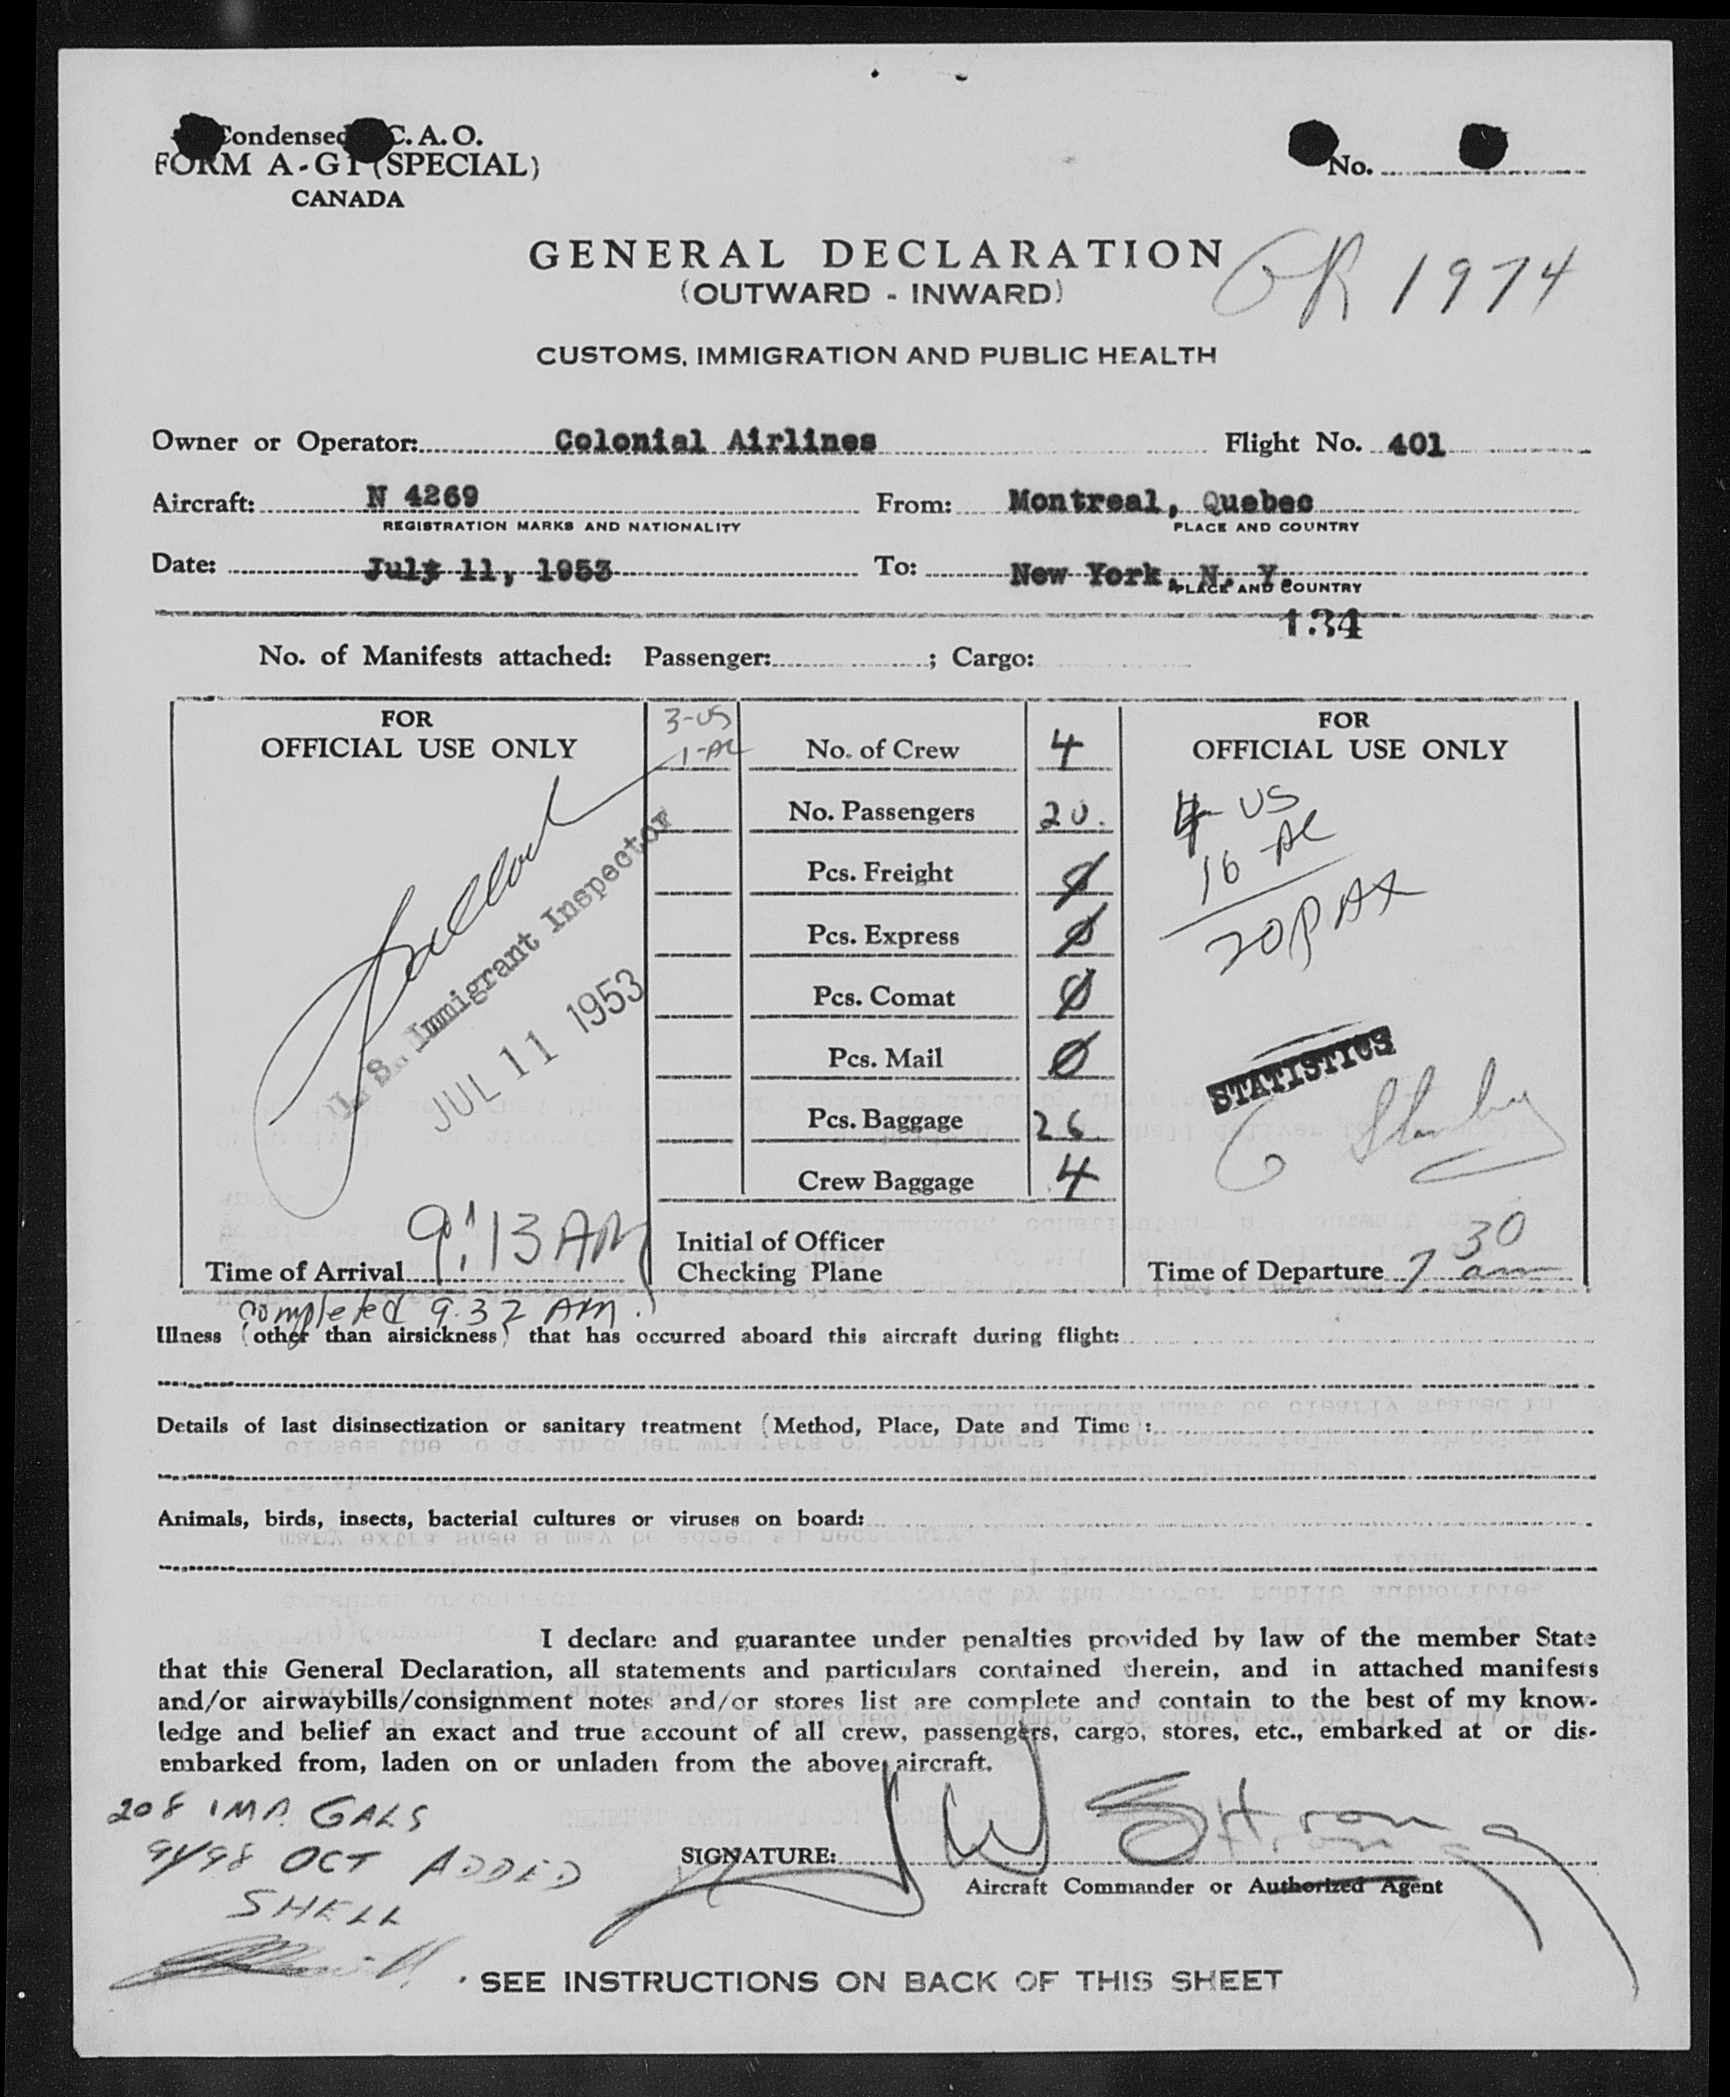 Condensed C. A. O.
FORM A-G1 (SPECIAL)
CANADA
No.
GENERAL DECLARATION
(OUTWARD - INWARD)
1974
CUSTOMS, IMMIGRATION AND PUBLIC HEALTH
Owner or Operator: Colonial Airlines Flight No. 401
Aircraft: N 4269 From: Montreal, Quebec
REGISTRATION MARKS AND NATIONALITY PLACE AND COUNTRY
Date: July 11, 1953 To: New York, N. Y.
PLACE AND COUNTRY
134
No. of Manifests attached: Passenger: ; Cargo:
FOR OFFICIAL USE ONLY
3-US
1-AL
No. of Crew 4
No. Passengers 20.
Pcs. Freight 0
Pcs. Express 0
Pcs. Comat 0
Pcs. Mail 0
Pcs. Baggage 26
Crew Baggage 4
FOR OFFICIAL USE ONLY
4 - US
16 - AL
20 PAX
U. S. Immigrant Inspector
JUL 11 1953
STATISTICS
Time of Arrival 9:13 AM
Initial of Officer
Checking Plane
Time of Departure 7 30 am
Completed 9.32 AM.
Illness (other than airsickness) that has occurred aboard this aircraft during flight:
Details of last disinsectization or sanitary treatment (Method, Place, Date and Time):
Animals, birds, insects, bacterial cultures or viruses on board:
I declare and guarantee under penalties provided by law of the member State
that this General Declaration, all statements and particulars contained therein, and in attached manifests
and/or airwaybills/consignment notes and/or stores list are complete and contain to the best of my know-
ledge and belief an exact and true account of all crew, passengers, cargo, stores, etc., embarked at or dis-
embarked from, laden on or unladen from the above aircraft.
208 IMP. GALS
91/98 OCT ADDED
SHELL
SIGNATURE: J W Strong
Aircraft Commander or Authorized Agent
SEE INSTRUCTIONS ON BACK OF THIS SHEET